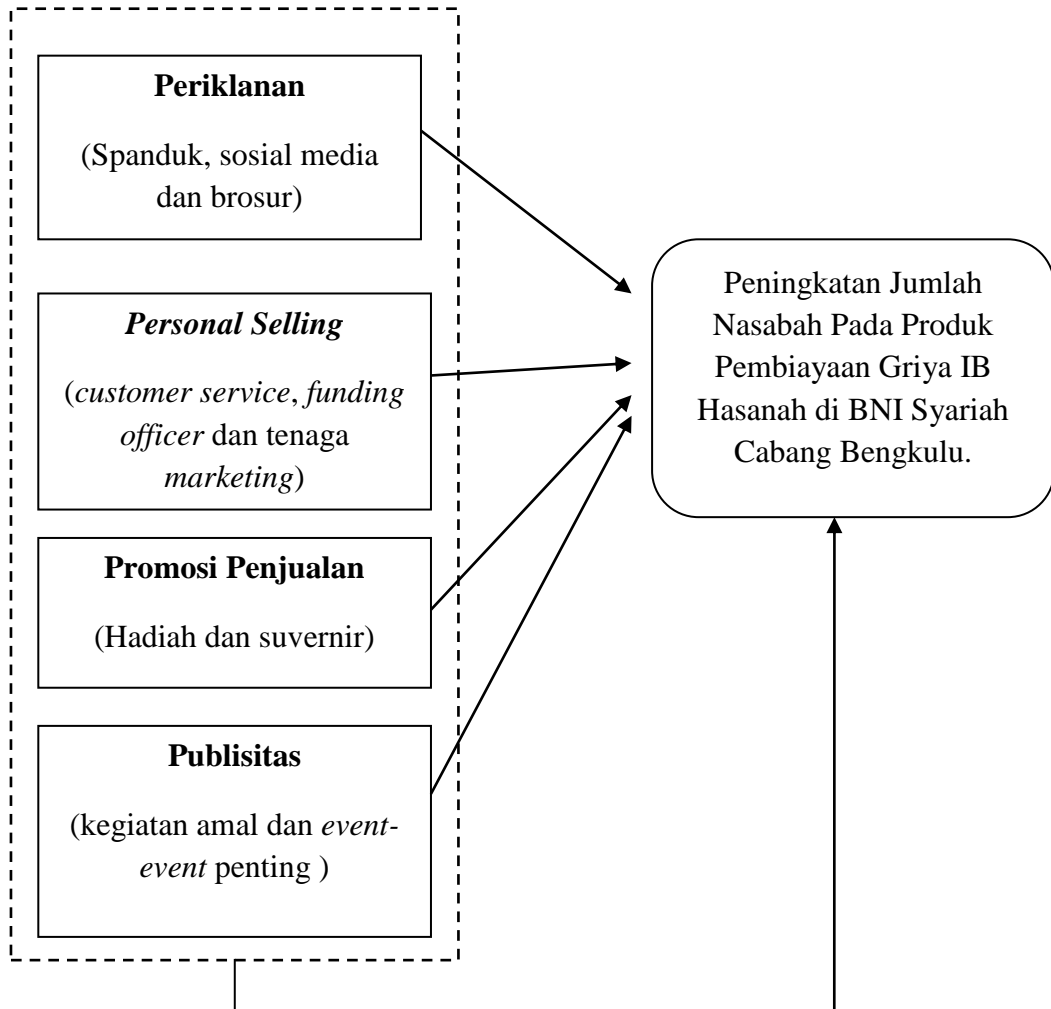 Periklanan
(Spanduk, sosial media
dan brosur)
Personal Selling
(customer service, funding
officer dan tenaga
marketing)
Promosi Penjualan
(Hadiah dan suvernir)
Publisitas
(kegiatan amal dan event-
event penting )
Peningkatan Jumlah
Nasabah Pada Produk
Pembiayaan Griya IB
Hasanah di BNI Syariah
Cabang Bengkulu.